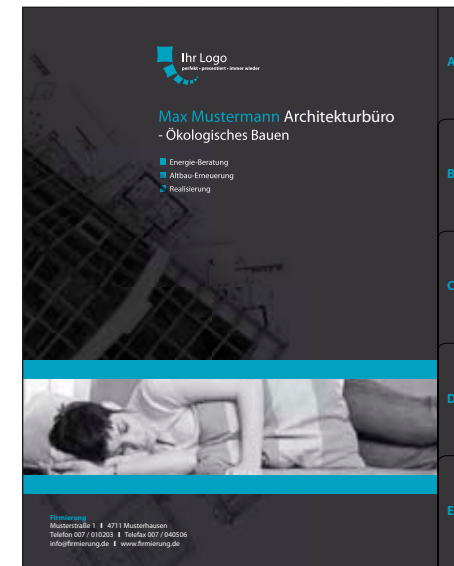 Ihr Logo
perfekt - presentiert - immer wieder
Max Mustermann Architekturbüro
- Ökologisches Bauen
Energie-Beratung
Altbau-Erneuerung
Realisierung
A
B
C
D
E
Firmierung
Musterstraße 1 I 4711 Musterhausen
Telefon 007 / 010203 I Telefax 007 / 040506
info@firmierung.de I www.firmierung.de